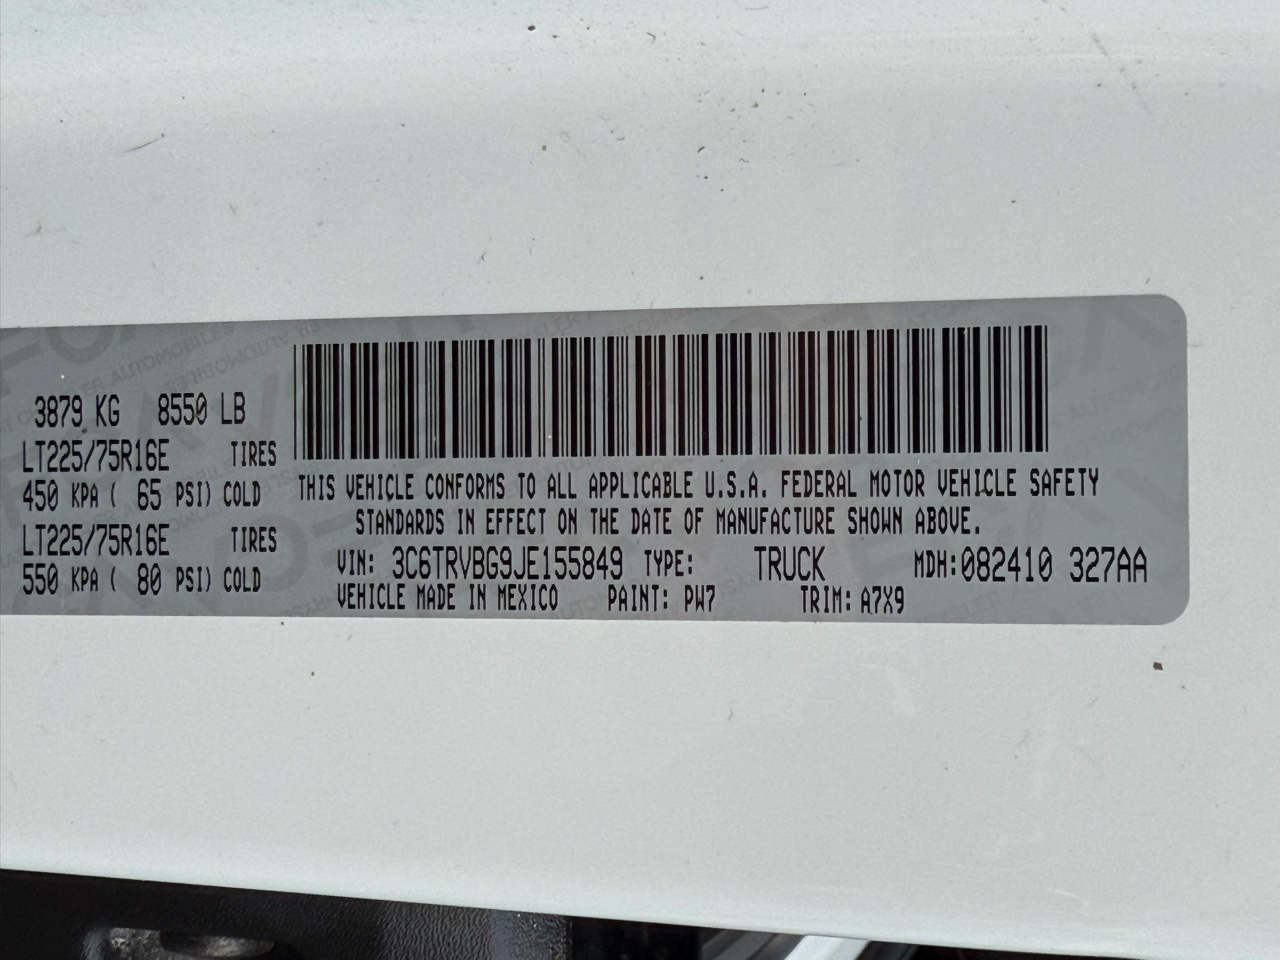 3879 KG 8550 LB
LT225/75R16E TIRES
450 KPA ( 65 PSI) COLD
LT225/75R16E TIRES
550 KPA ( 80 PSI) COLD
THIS VEHICLE CONFORMS TO ALL APPLICABLE U.S.A. FEDERAL MOTOR VEHICLE SAFETY
STANDARDS IN EFFECT ON THE DATE OF MANUFACTURE SHOWN ABOVE.
VIN: 3C6TRVBG9JE155849 TYPE: TRUCK MDH:082410 327AA
VEHICLE MADE IN MEXICO PAINT: PW7 TRIM: A7X9